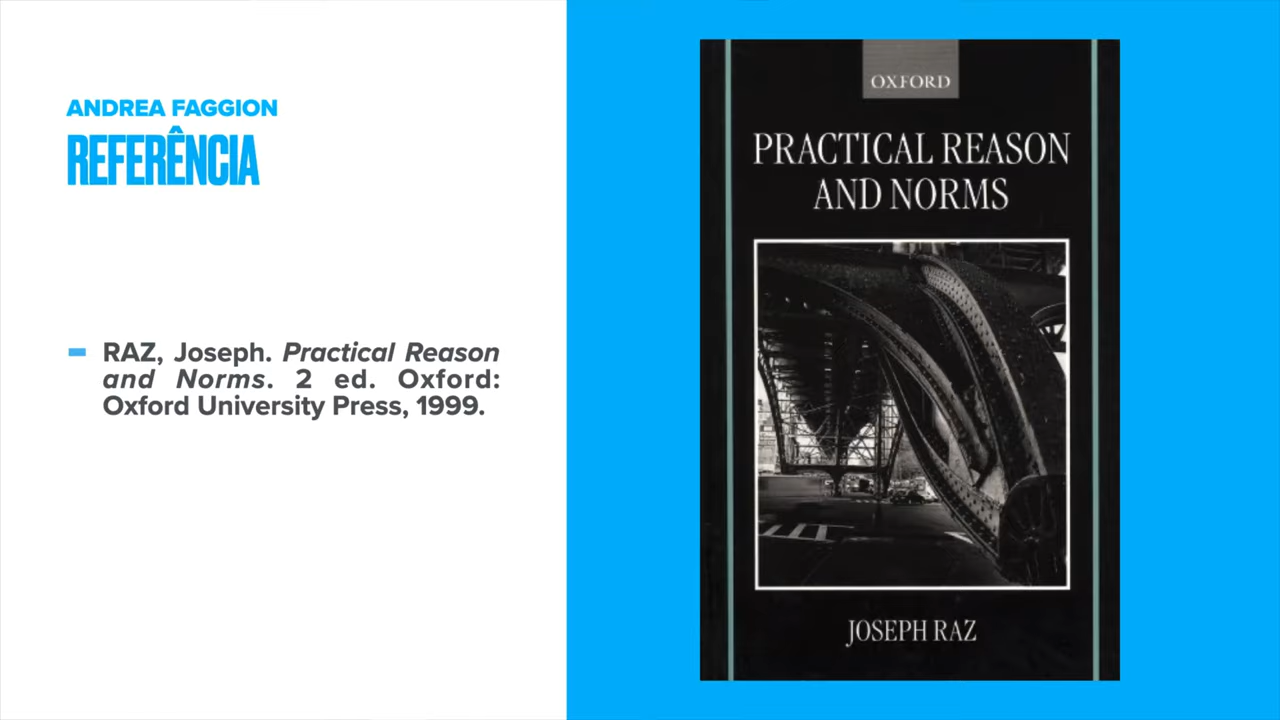 ANDREA FAGGION
REFERÊNCIA
RAZ, Joseph. Practical Reason
and Norms. 2 ed. Oxford:
Oxford University Press, 1999.
OXFORD
PRACTICAL REASON
AND NORMS
JOSEPH RAZ